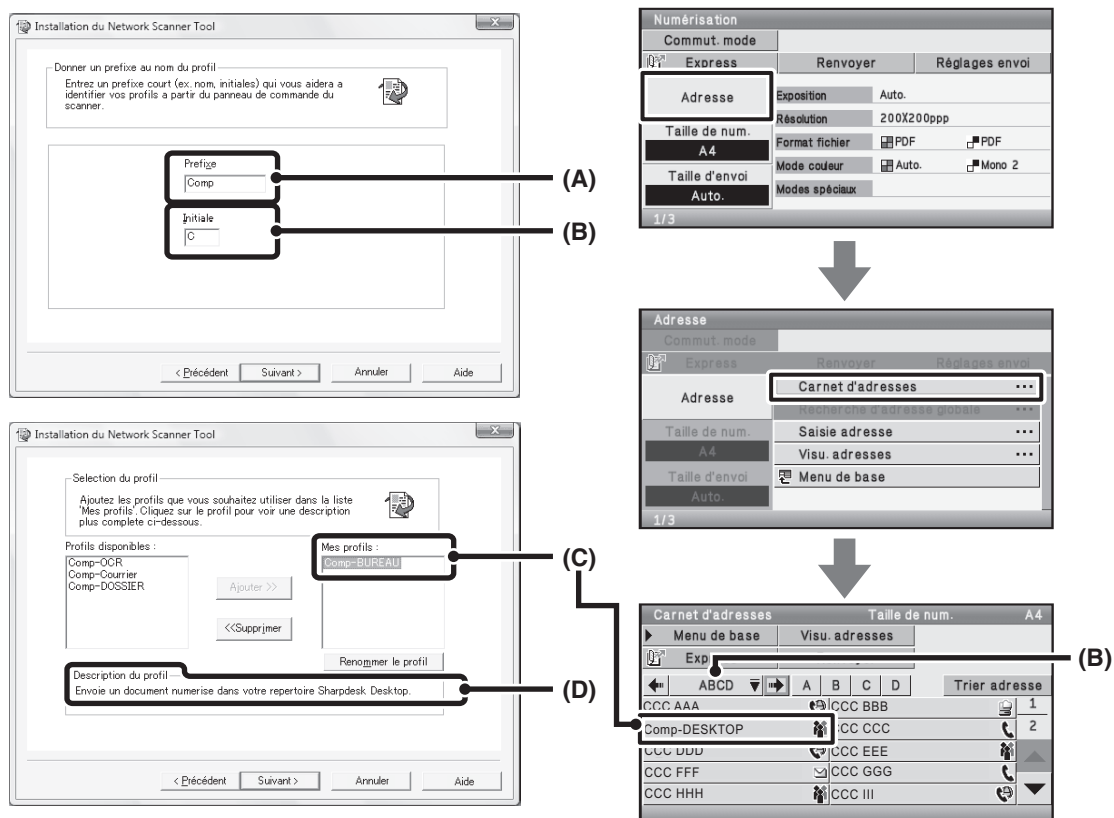 Installation du Network Scanner Tool
Donner un prefixe au nom du profil
Entrez un prefixe court (ex. nom, initiales) qui vous aidera a
identifier vos profils a partir du panneau de commande du
scanner.
Prefixe
Comp
(A)
Initiale
C
(B)
< Précédent
Suivant >
Annuler
Aide
Installation du Network Scanner Tool
Selection du profil
Ajoutez les profils que vous souhaitez utiliser dans la liste
'Mes profils'. Cliquez sur le profil pour voir une description
plus complete ci-dessous.
Profils disponibles :
Comp-OCR
Comp-Courrier
Comp-DOSSIER
Ajouter >>
<<Supprimer
Mes profils :
Comp-BUREAU
(C)
Renommer le profil
Description du profil
Envoie un document numerise dans votre repertoire Sharpdesk Desktop.
(D)
< Précédent
Suivant >
Annuler
Aide
Numérisation
Commut. mode
Express Renvoyer Réglages envoi
Adresse
Exposition Auto.
Résolution 200X200ppp
Taille de num.
A4
Format fichier PDF PDF
Mode couleur Auto. Mono 2
Taille d'envoi
Auto.
Modes spéciaux
1/3
Adresse
Commut. mode
Express Renvoyer Réglages envoi
Adresse
Carnet d'adresses ...
Recherche d'adresse globale ...
Taille de num.
A4
Saisie adresse ...
Visu. adresses ...
Taille d'envoi
Auto.
Menu de base
1/3
Carnet d'adresses Taille de num. A4
Menu de base Visu. adresses
Exp
(B)
ABCD A B C D Trier adresse
CCC AAA CCC BBB 1
Comp-DESKTOP CCC CCC 2
CCC DDD CCC EEE
CCC FFF CCC GGG
CCC HHH CCC III